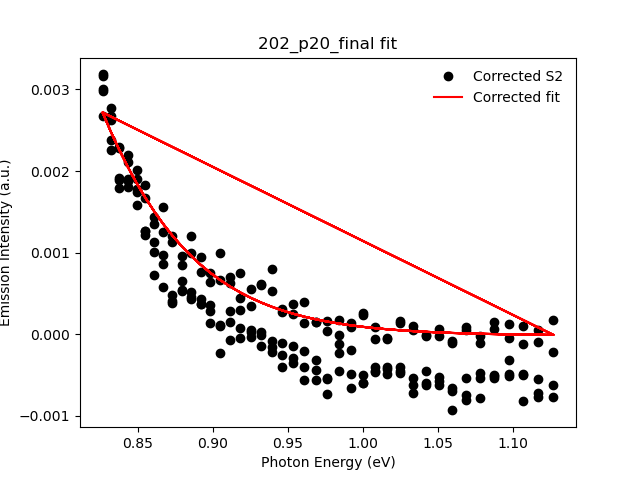 202_p20_final fit
Corrected S2
Corrected fit
0.003
0.002
0.001
0.000
−0.001
Emission Intensity (a.u.)
0.85 0.90 0.95 1.00 1.05 1.10
Photon Energy (eV)